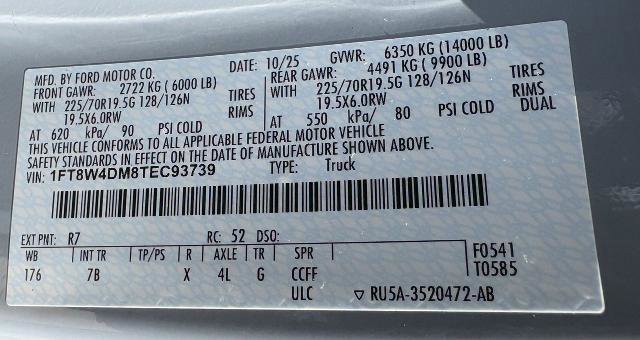 MFD. BY FORD MOTOR CO. DATE: 10/25 GVWR: 6350 KG (14000 LB)
FRONT GAWR: 2722 KG (6000 LB) REAR GAWR: 4491 KG (9900 LB)
WITH 225/70R19.5G 128/126N TIRES WITH 225/70R19.5G 128/126N TIRES
19.5X6.0RW RIMS 19.5X6.0RW RIMS
AT 620 kPa/ 90 PSI COLD AT 550 kPa/ 80 PSI COLD DUAL
THIS VEHICLE CONFORMS TO ALL APPLICABLE FEDERAL MOTOR VEHICLE
SAFETY STANDARDS IN EFFECT ON THE DATE OF MANUFACTURE SHOWN ABOVE.
VIN: 1FT8W4DM8TEC93739 TYPE: Truck
EXT PNT: R7 RC: 52 DSO:
WB INT TR TP/PS R AXLE TR SPR F0541
176 7B X 4L G CCFF T0585
ULC ▽ RU5A-3520472-AB